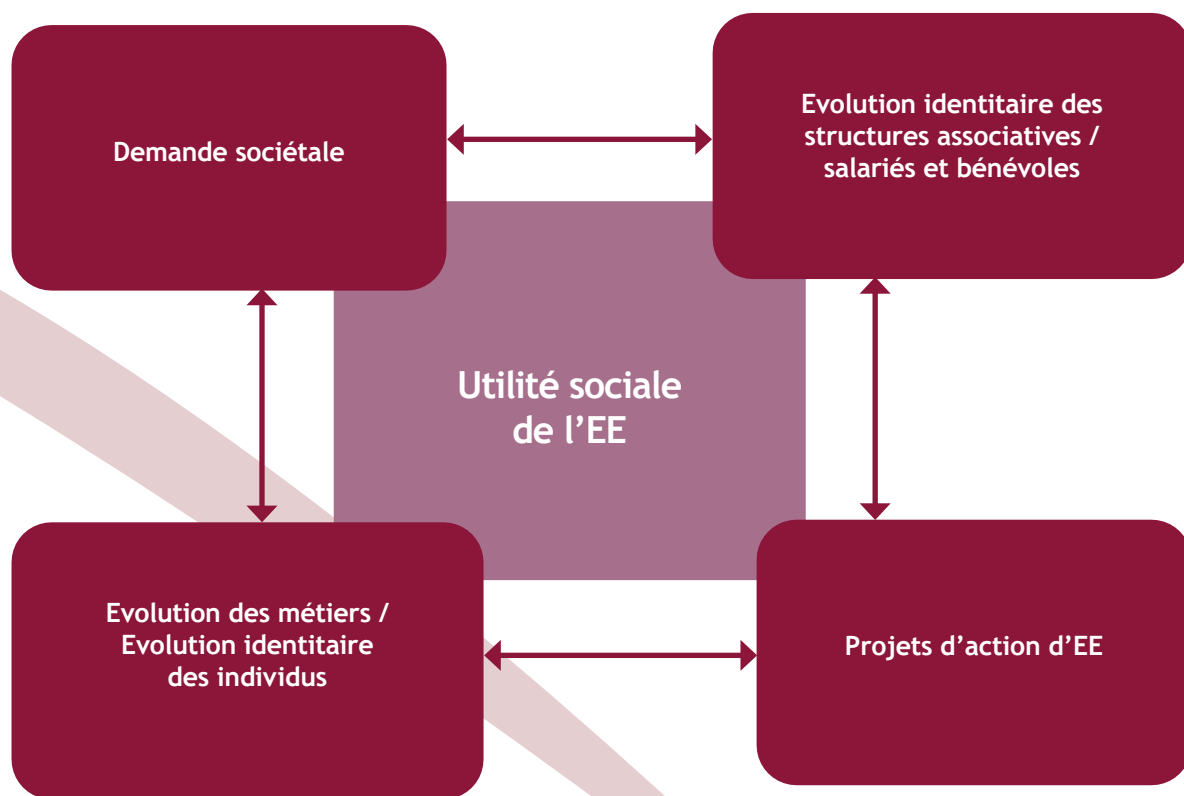 Demande sociétale
Evolution identitaire des
structures associatives /
salariés et bénévoles
Utilité sociale
de l’EE
Evolution des métiers /
Evolution identitaire
des individus
Projets d’action d’EE